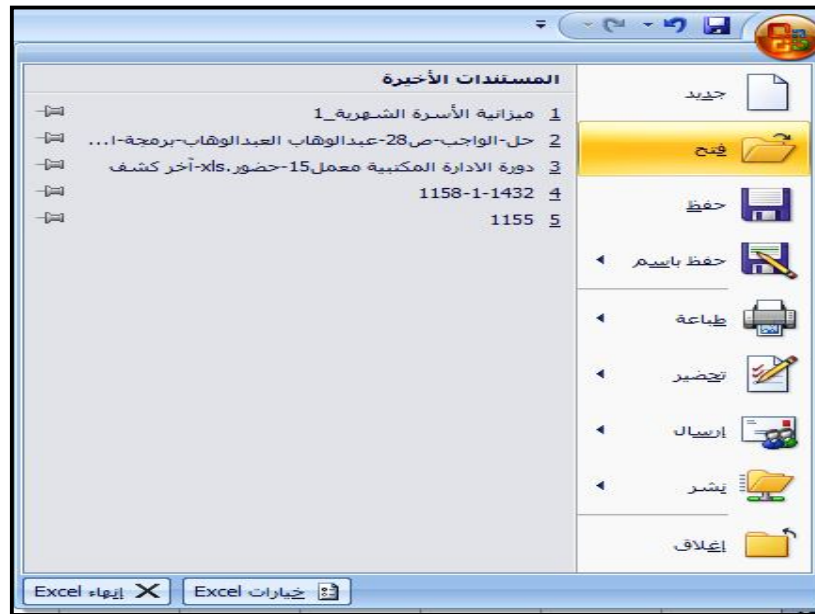 جديد
فتح
حفظ
حفظ باسم
طباعة
تحضير
إرسال
نشر
إغلاق
المستندات الأخيرة
1 ميزانية الأسرة الشهرية_1
2 حل-الواجب-ص28-عبدالوهاب العبدالوهاب-برمجة-ا...
3 دورة الادارة المكتبية معمل15-حضور.xls-آخر كشف
4 1158-1-1432
5 1155
خيارات Excel
إنهاء Excel